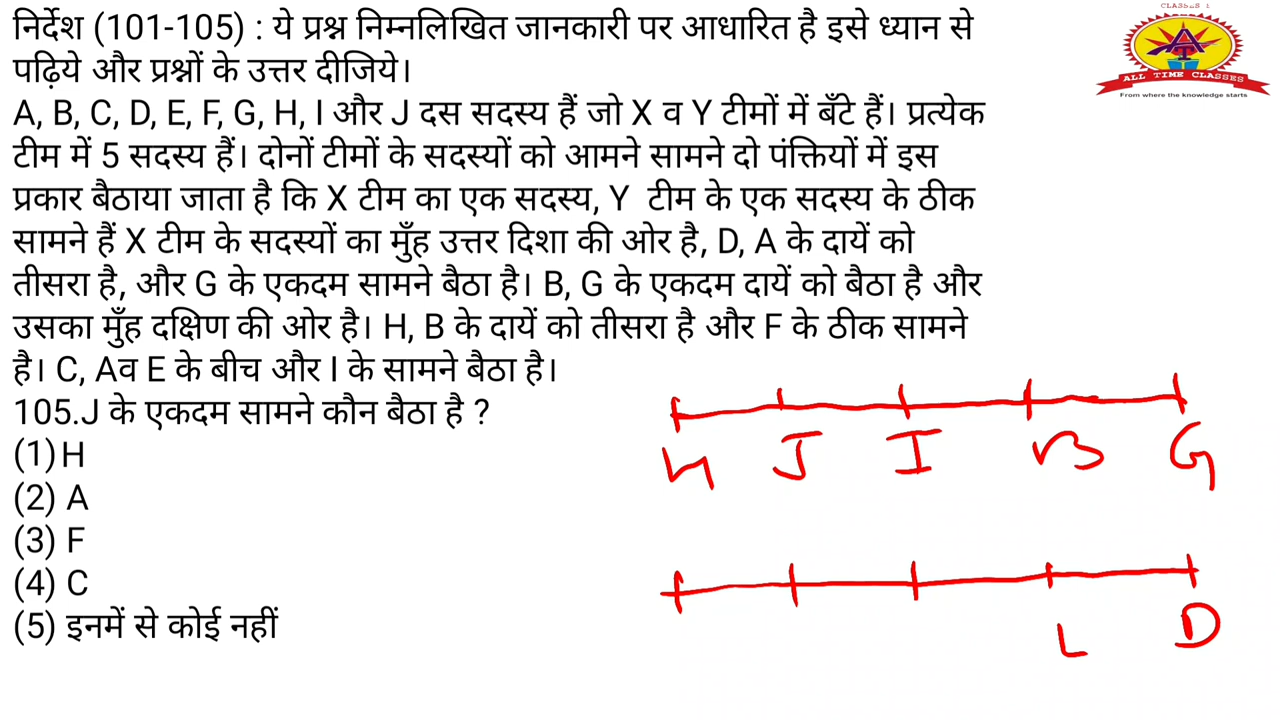 निर्देश (101-105) : ये प्रश्न निम्नलिखित जानकारी पर आधारित है इसे ध्यान से
पढ़िये और प्रश्नों के उत्तर दीजिये।
A, B, C, D, E, F, G, H, I और J दस सदस्य हैं जो X व Y टीमों में बँटे हैं। प्रत्येक
टीम में 5 सदस्य हैं। दोनों टीमों के सदस्यों को आमने सामने दो पंक्तियों में इस
प्रकार बैठाया जाता है कि X टीम का एक सदस्य, Y टीम के एक सदस्य के ठीक
सामने हैं X टीम के सदस्यों का मुँह उत्तर दिशा की ओर है, D, A के दायें को
तीसरा है, और G के एकदम सामने बैठा है। B, G के एकदम दायें को बैठा है और
उसका मुँह दक्षिण की ओर है। H, B के दायें को तीसरा है और F के ठीक सामने
है। C, Aव E के बीच और I के सामने बैठा है।
105.J के एकदम सामने कौन बैठा है ?
(1) H
(2) A
(3) F
(4) C
(5) इनमें से कोई नहीं
CLASSES
ALL TIME CLASSES
From where the knowledge starts
H J I B G
L D